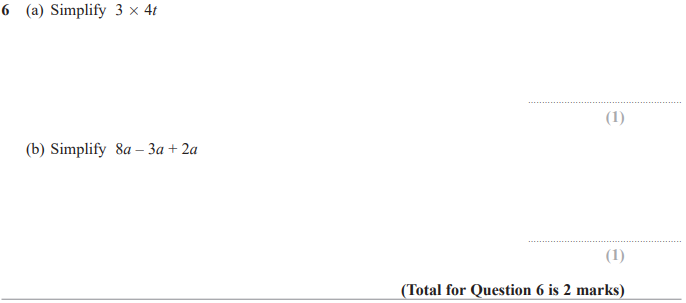 6 (a) Simplify 3 × 4t
(1)
(b) Simplify 8a – 3a + 2a
(1)
(Total for Question 6 is 2 marks)